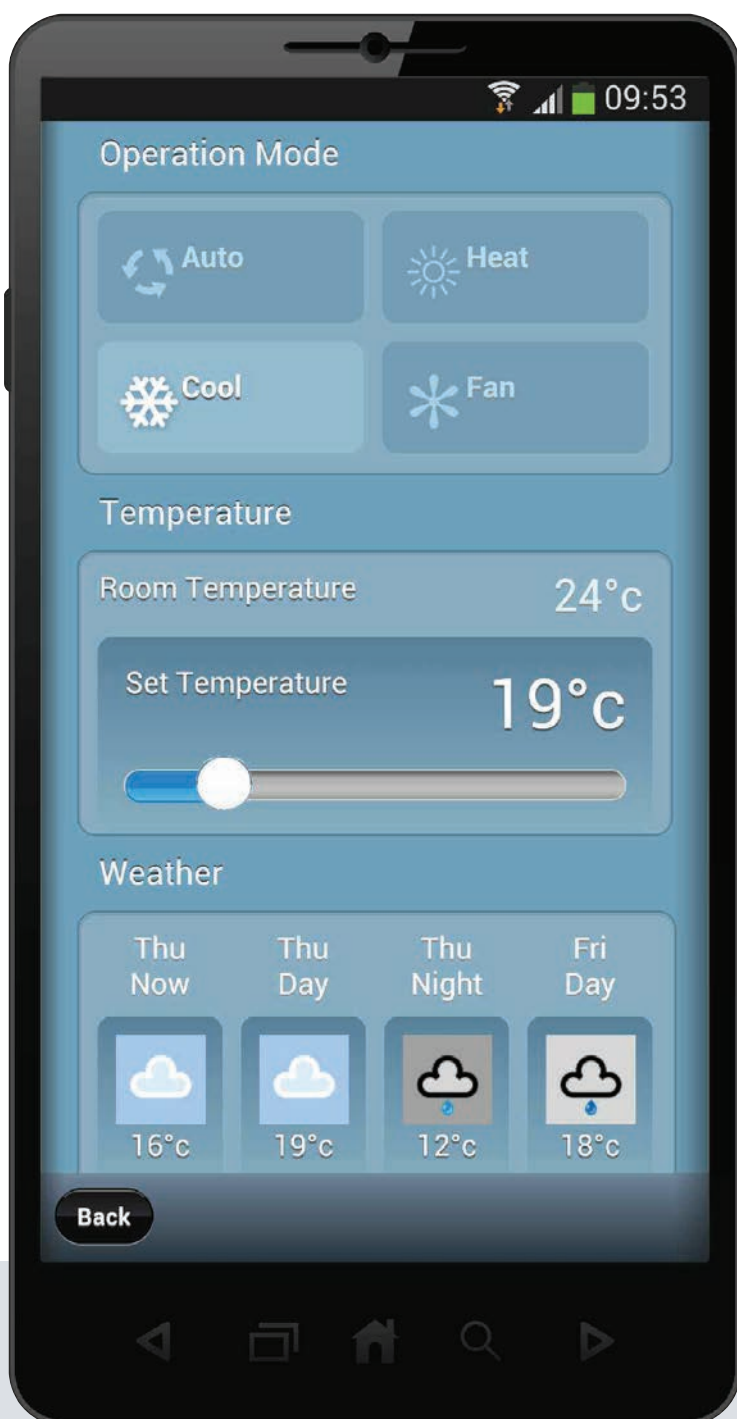 09:53
Operation Mode
Auto
Heat
Cool
Fan
Temperature
Room Temperature 24°c
Set Temperature 19°c
Weather
Thu Now
Thu Day
Thu Night
Fri Day
16°c 19°c 12°c 18°c
Back